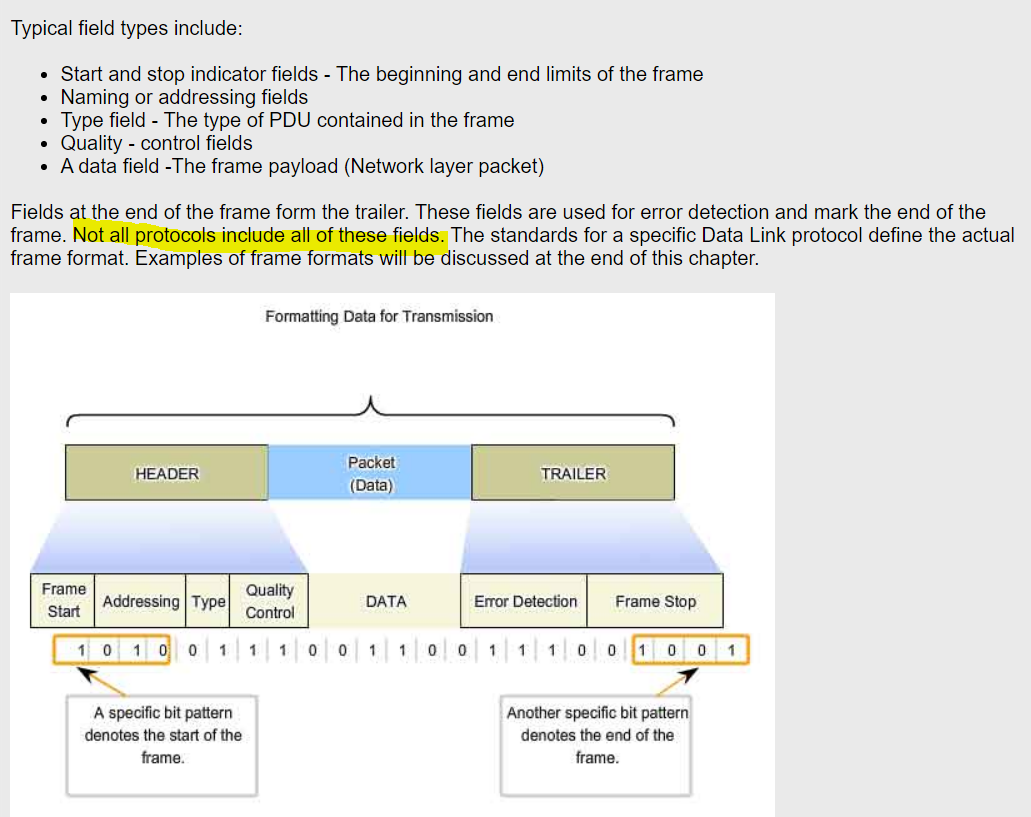 Typical field types include:
• Start and stop indicator fields - The beginning and end limits of the frame
• Naming or addressing fields
• Type field - The type of PDU contained in the frame
• Quality - control fields
• A data field -The frame payload (Network layer packet)
Fields at the end of the frame form the trailer. These fields are used for error detection and mark the end of the
frame. Not all protocols include all of these fields. The standards for a specific Data Link protocol define the actual
frame format. Examples of frame formats will be discussed at the end of this chapter.
Formatting Data for Transmission
HEADER
Packet
(Data)
TRAILER
Frame
Start
Addressing
Type
Quality
Control
DATA
Error Detection
Frame Stop
1 0 1 0 0 1 1 1 0 0 1 1 0 0 1 1 1 0 0 1 0 0 1
A specific bit pattern
denotes the start of the
frame.
Another specific bit pattern
denotes the end of the
frame.